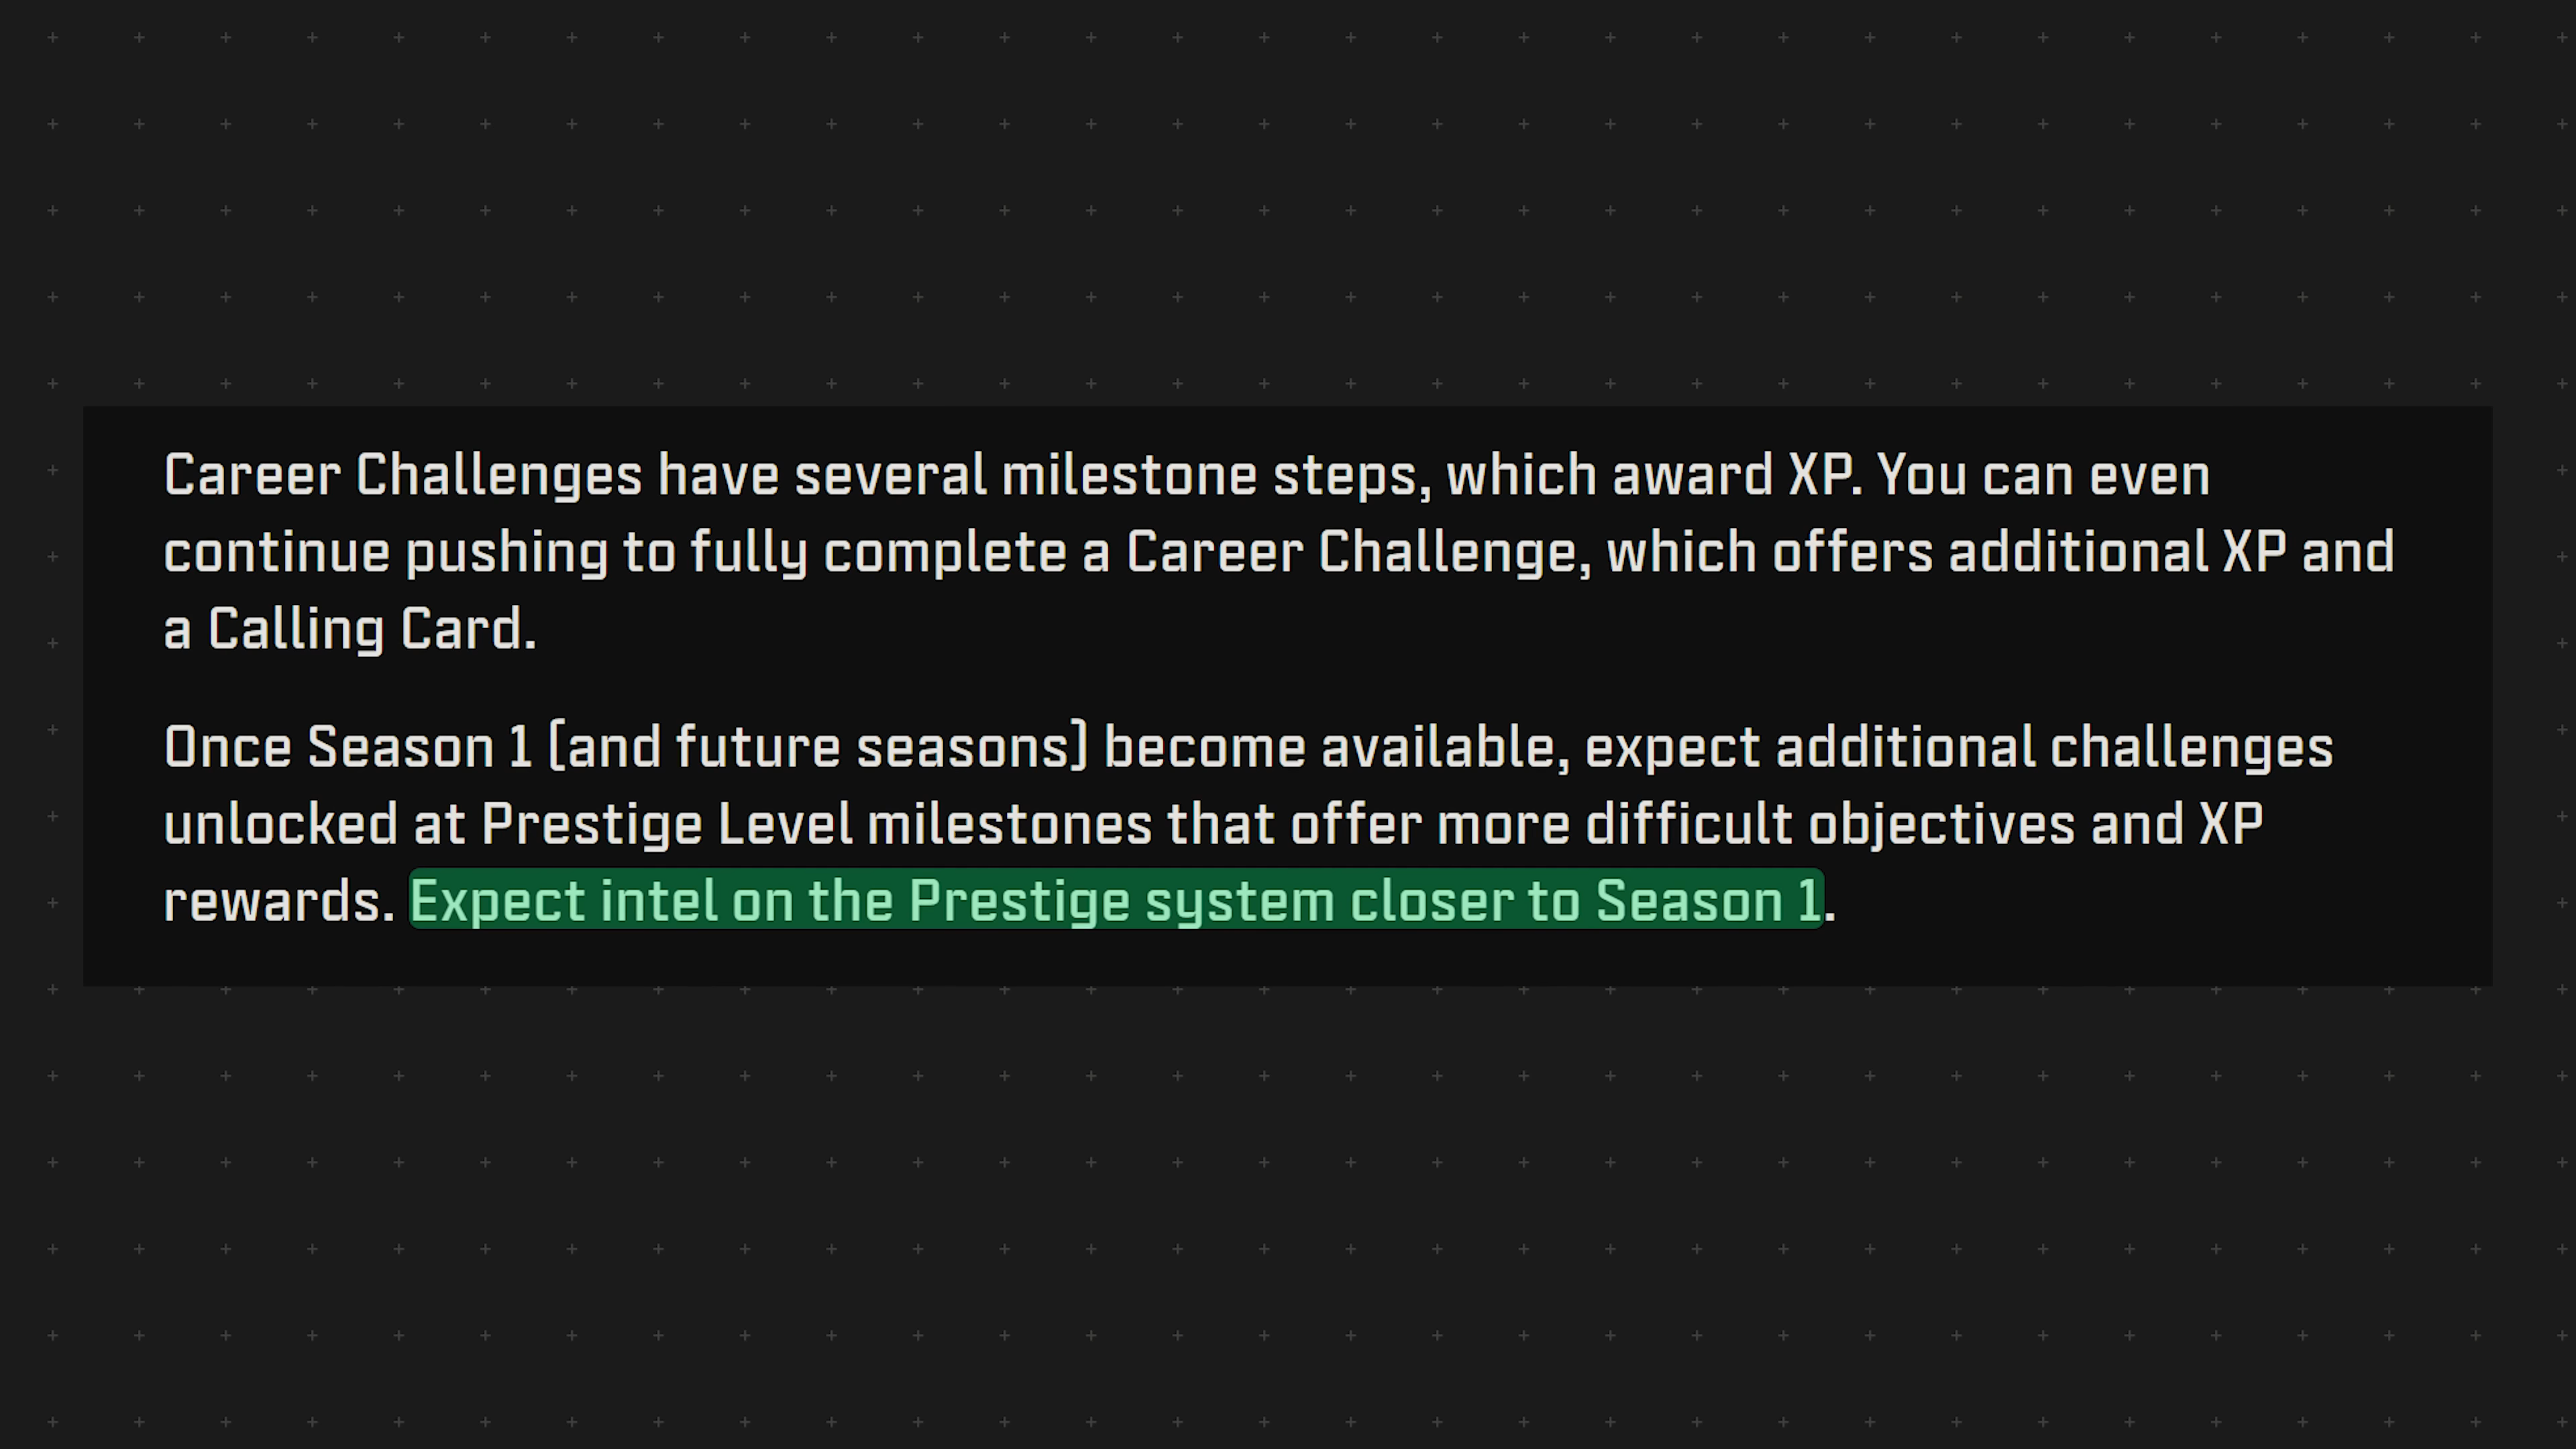 Career Challenges have several milestone steps, which award XP. You can even
continue pushing to fully complete a Career Challenge, which offers additional XP and
a Calling Card.
Once Season 1 (and future seasons) become available, expect additional challenges
unlocked at Prestige Level milestones that offer more difficult objectives and XP
rewards. Expect intel on the Prestige system closer to Season 1.